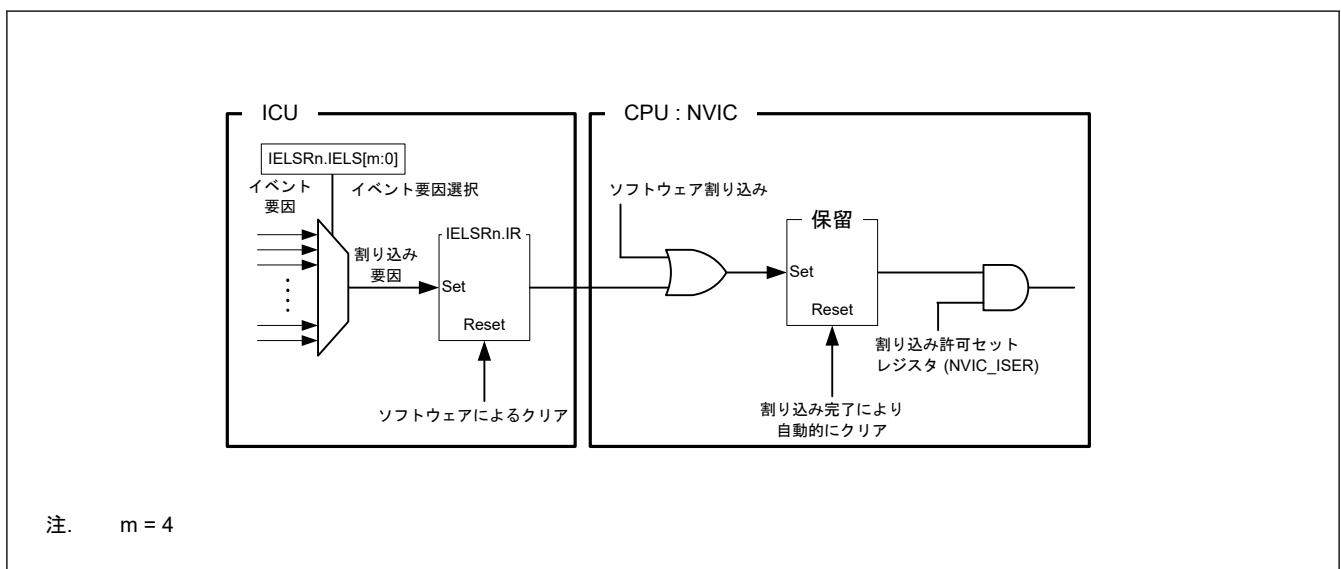 ICU
IELSRn.IELS[m:0]
イベント
要因
イベント要因選択
割り込み
要因
IELSRn.IR
Set
Reset
ソフトウェアによるクリア
CPU : NVIC
ソフトウェア割り込み
保留
Set
Reset
割り込み完了により
自動的にクリア
割り込み許可セット
レジスタ (NVIC_ISER)
注. m = 4